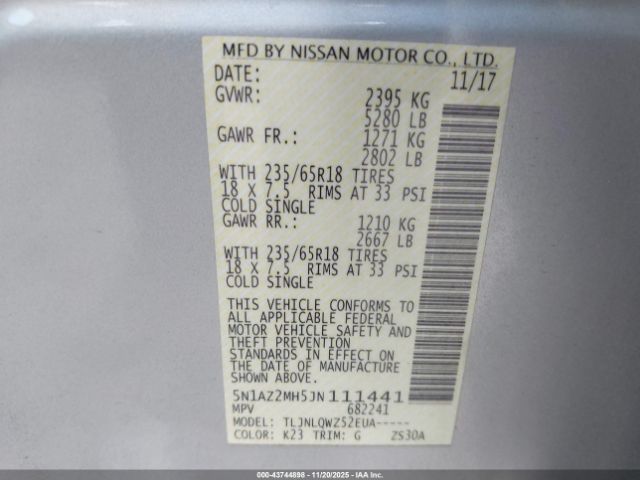 MFD BY NISSAN MOTOR CO., LTD.
DATE: 11/17
GVWR: 2395 KG
5280 LB
GAWR FR.: 1271 KG
2802 LB
WITH 235/65R18 TIRES
18 X 7.5 RIMS AT 33 PSI
COLD SINGLE
GAWR RR.: 1210 KG
2667 LB
WITH 235/65R18 TIRES
18 X 7.5 RIMS AT 33 PSI
COLD SINGLE
THIS VEHICLE CONFORMS TO
ALL APPLICABLE FEDERAL
MOTOR VEHICLE SAFETY AND
THEFT PREVENTION
STANDARDS IN EFFECT ON
THE DATE OF MANUFACTURE
SHOWN ABOVE.
5N1AZ2MH5JN111441
MPV 682241
MODEL: TLJNLQWZ52EUA-----
COLOR: K23 TRIM: G 2S30A
000-43744898 - 11/20/2025 - IAAI.COM